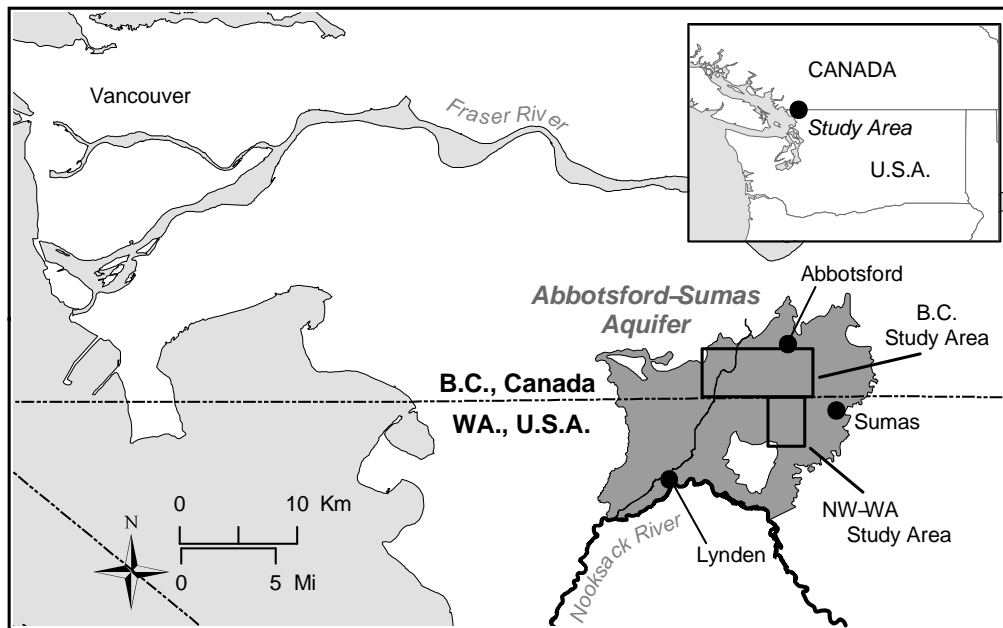 Vancouver
Fraser River
CANADA
Study Area
U.S.A.
Abbotsford–Sumas
Aquifer
Abbotsford
B.C.
Study Area
B.C., Canada
WA., U.S.A.
Sumas
NW–WA
Study Area
Lynden
Nooksack River
0 10 Km
0 5 Mi
N